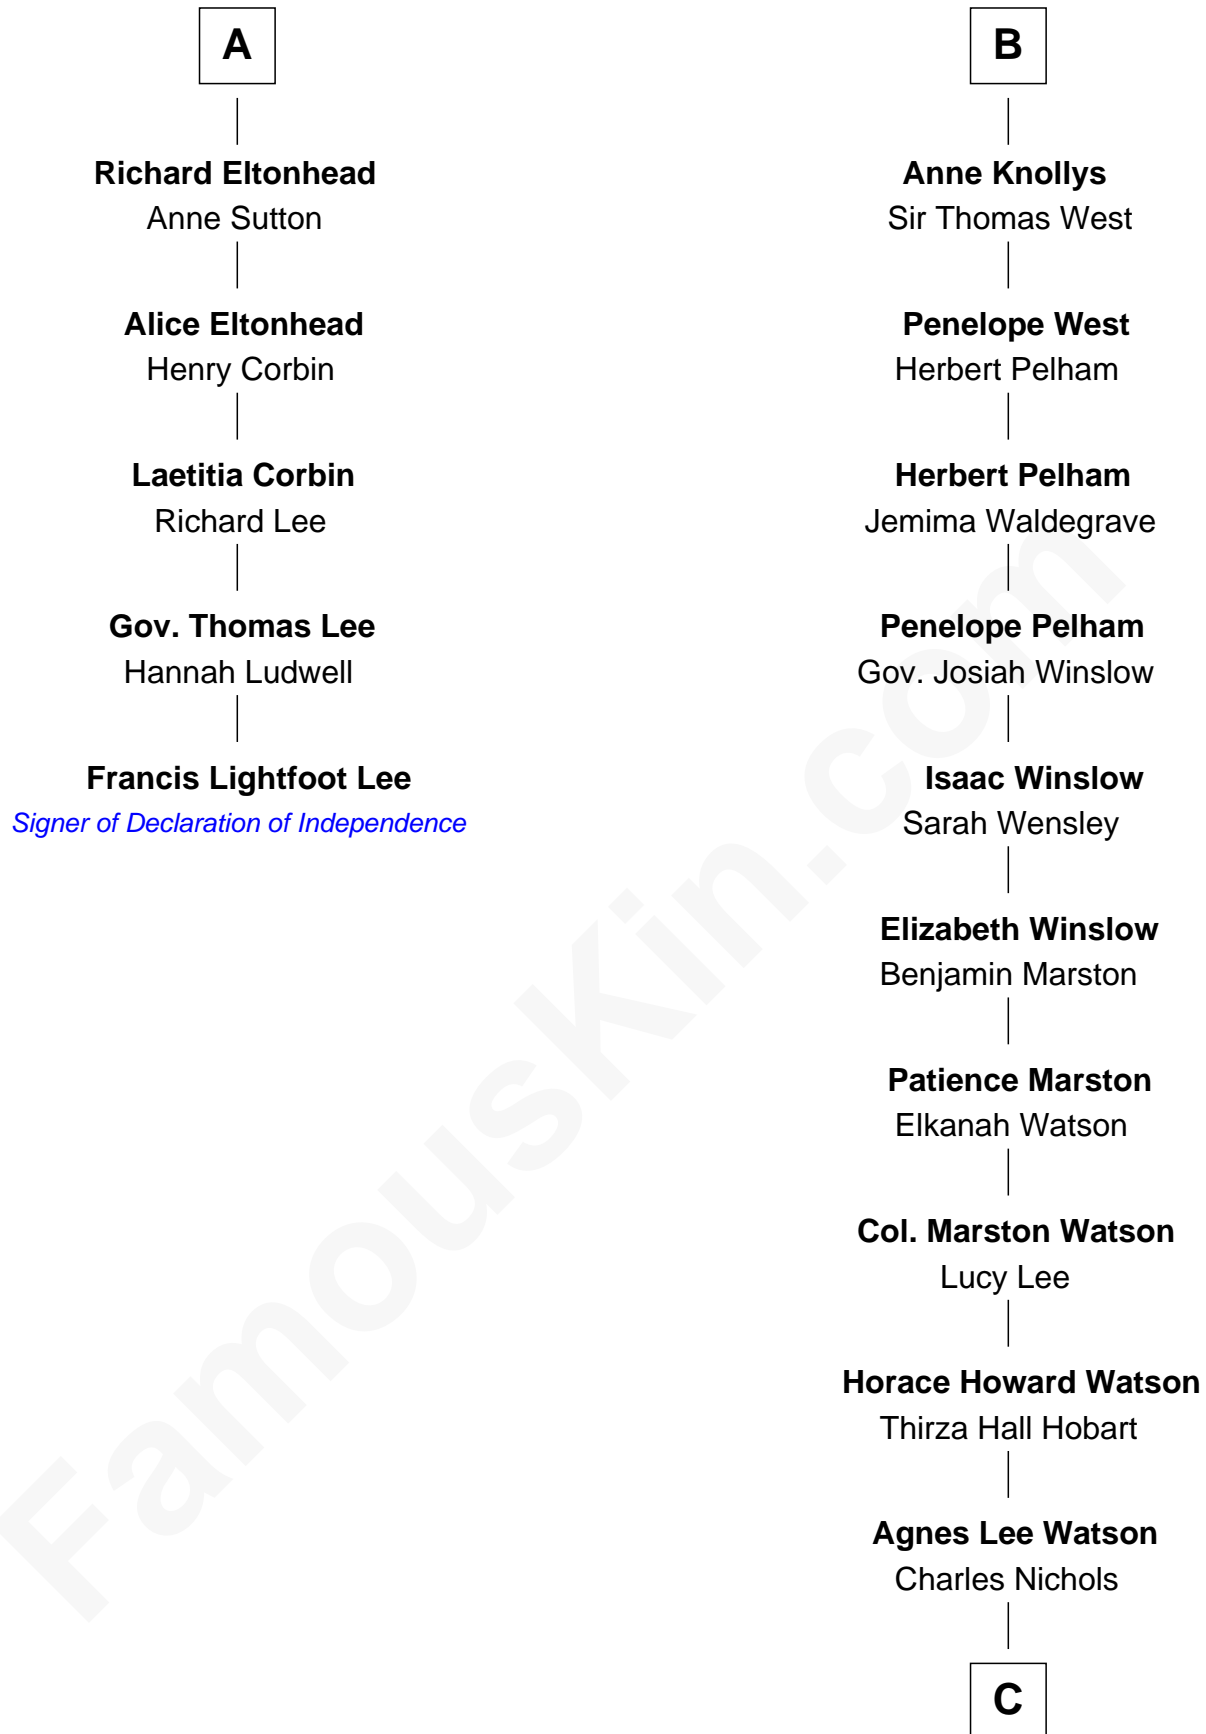 A
Richard Eltonhead
Anne Sutton
Alice Eltonhead
Henry Corbin
Laetitia Corbin
Richard Lee
Gov. Thomas Lee
Hannah Ludwell
Francis Lightfoot Lee
Signer of Declaration of Independence
B
Anne Knollys
Sir Thomas West
Penelope West
Herbert Pelham
Herbert Pelham
Jemima Waldegrave
Penelope Pelham
Gov. Josiah Winslow
Isaac Winslow
Sarah Wensley
Elizabeth Winslow
Benjamin Marston
Patience Marston
Elkanah Watson
Col. Marston Watson
Lucy Lee
Horace Howard Watson
Thirza Hall Hobart
Agnes Lee Watson
Charles Nichols
C
FamousKin.com